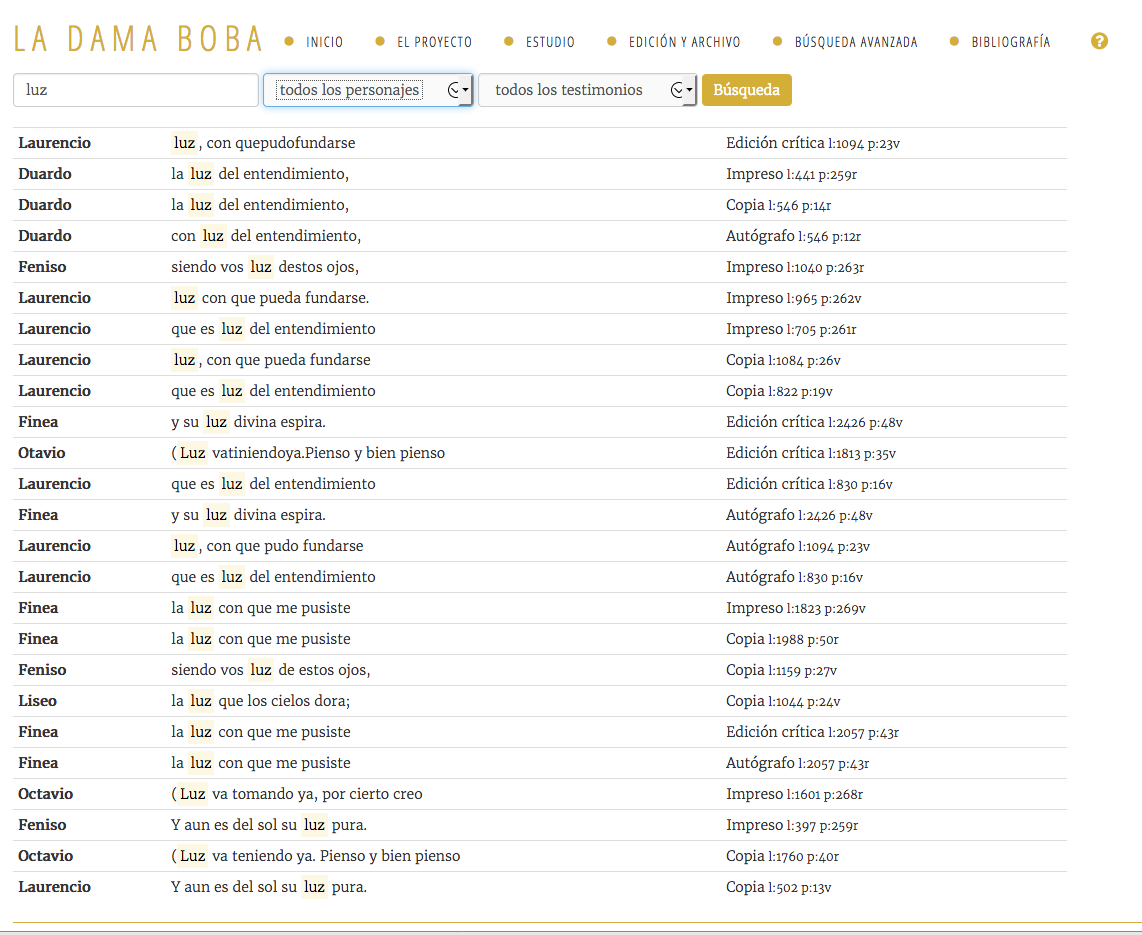 LA DAMA BOBA INICIO EL PROYECTO ESTUDIO EDICIÓN Y ARCHIVO BÚSQUEDA AVANZADA BIBLIOGRAFÍA ?
luz todos los personajes todos los testimonios Búsqueda
Laurencio luz , con quepudofundarse Edición crítica l:1094 p:23v
Duardo la luz del entendimiento, Impreso l:441 p:259r
Duardo la luz del entendimiento, Copia l:546 p:14r
Duardo con luz del entendimiento, Autógrafo l:546 p:12r
Feniso siendo vos luz destos ojos, Impreso l:1040 p:263r
Laurencio luz con que pueda fundarse. Impreso l:965 p:262v
Laurencio que es luz del entendimiento Impreso l:705 p:261r
Laurencio luz , con que pueda fundarse Copia l:1084 p:26v
Laurencio que es luz del entendimiento Copia l:822 p:19v
Finea y su luz divina espira. Edición crítica l:2426 p:48v
Otavio ( Luz vatiniendoya.Pienso y bien pienso Edición crítica l:1813 p:35v
Laurencio que es luz del entendimiento Edición crítica l:830 p:16v
Finea y su luz divina espira. Autógrafo l:2426 p:48v
Laurencio luz , con que pudo fundarse Autógrafo l:1094 p:23v
Laurencio que es luz del entendimiento Autógrafo l:830 p:16v
Finea la luz con que me pusiste Impreso l:1823 p:269v
Finea la luz con que me pusiste Copia l:1988 p:50r
Feniso siendo vos luz de estos ojos, Copia l:1159 p:27v
Liseo la luz que los cielos dora; Copia l:1044 p:24v
Finea la luz con que me pusiste Edición crítica l:2057 p:43r
Finea la luz con que me pusiste Autógrafo l:2057 p:43r
Octavio ( Luz va tomando ya, por cierto creo Impreso l:1601 p:268r
Feniso Y aun es del sol su luz pura. Impreso l:397 p:259r
Octavio ( Luz va teniendo ya. Pienso y bien pienso Copia l:1760 p:40r
Laurencio Y aun es del sol su luz pura. Copia l:502 p:13v